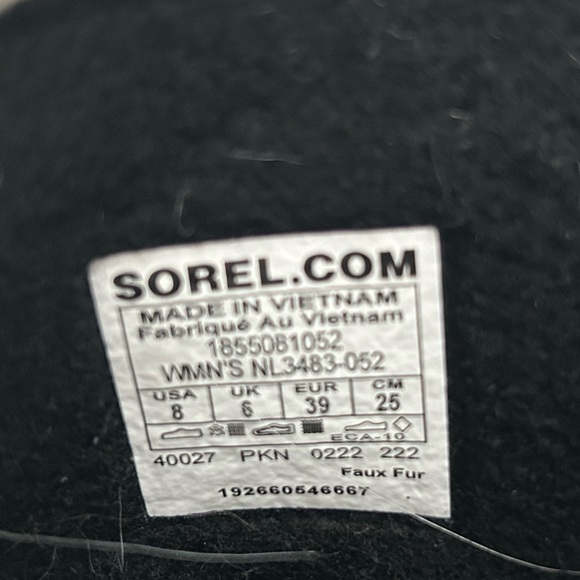 SOREL.COM
MADE IN VIETNAM
Fabriqué Au Vietnam
1855081052
WMN'S NL3483-052
USA UK EUR CM
8 6 39 25
ECA-10
40027 PKN 0222 222
Faux Fur
192660546667